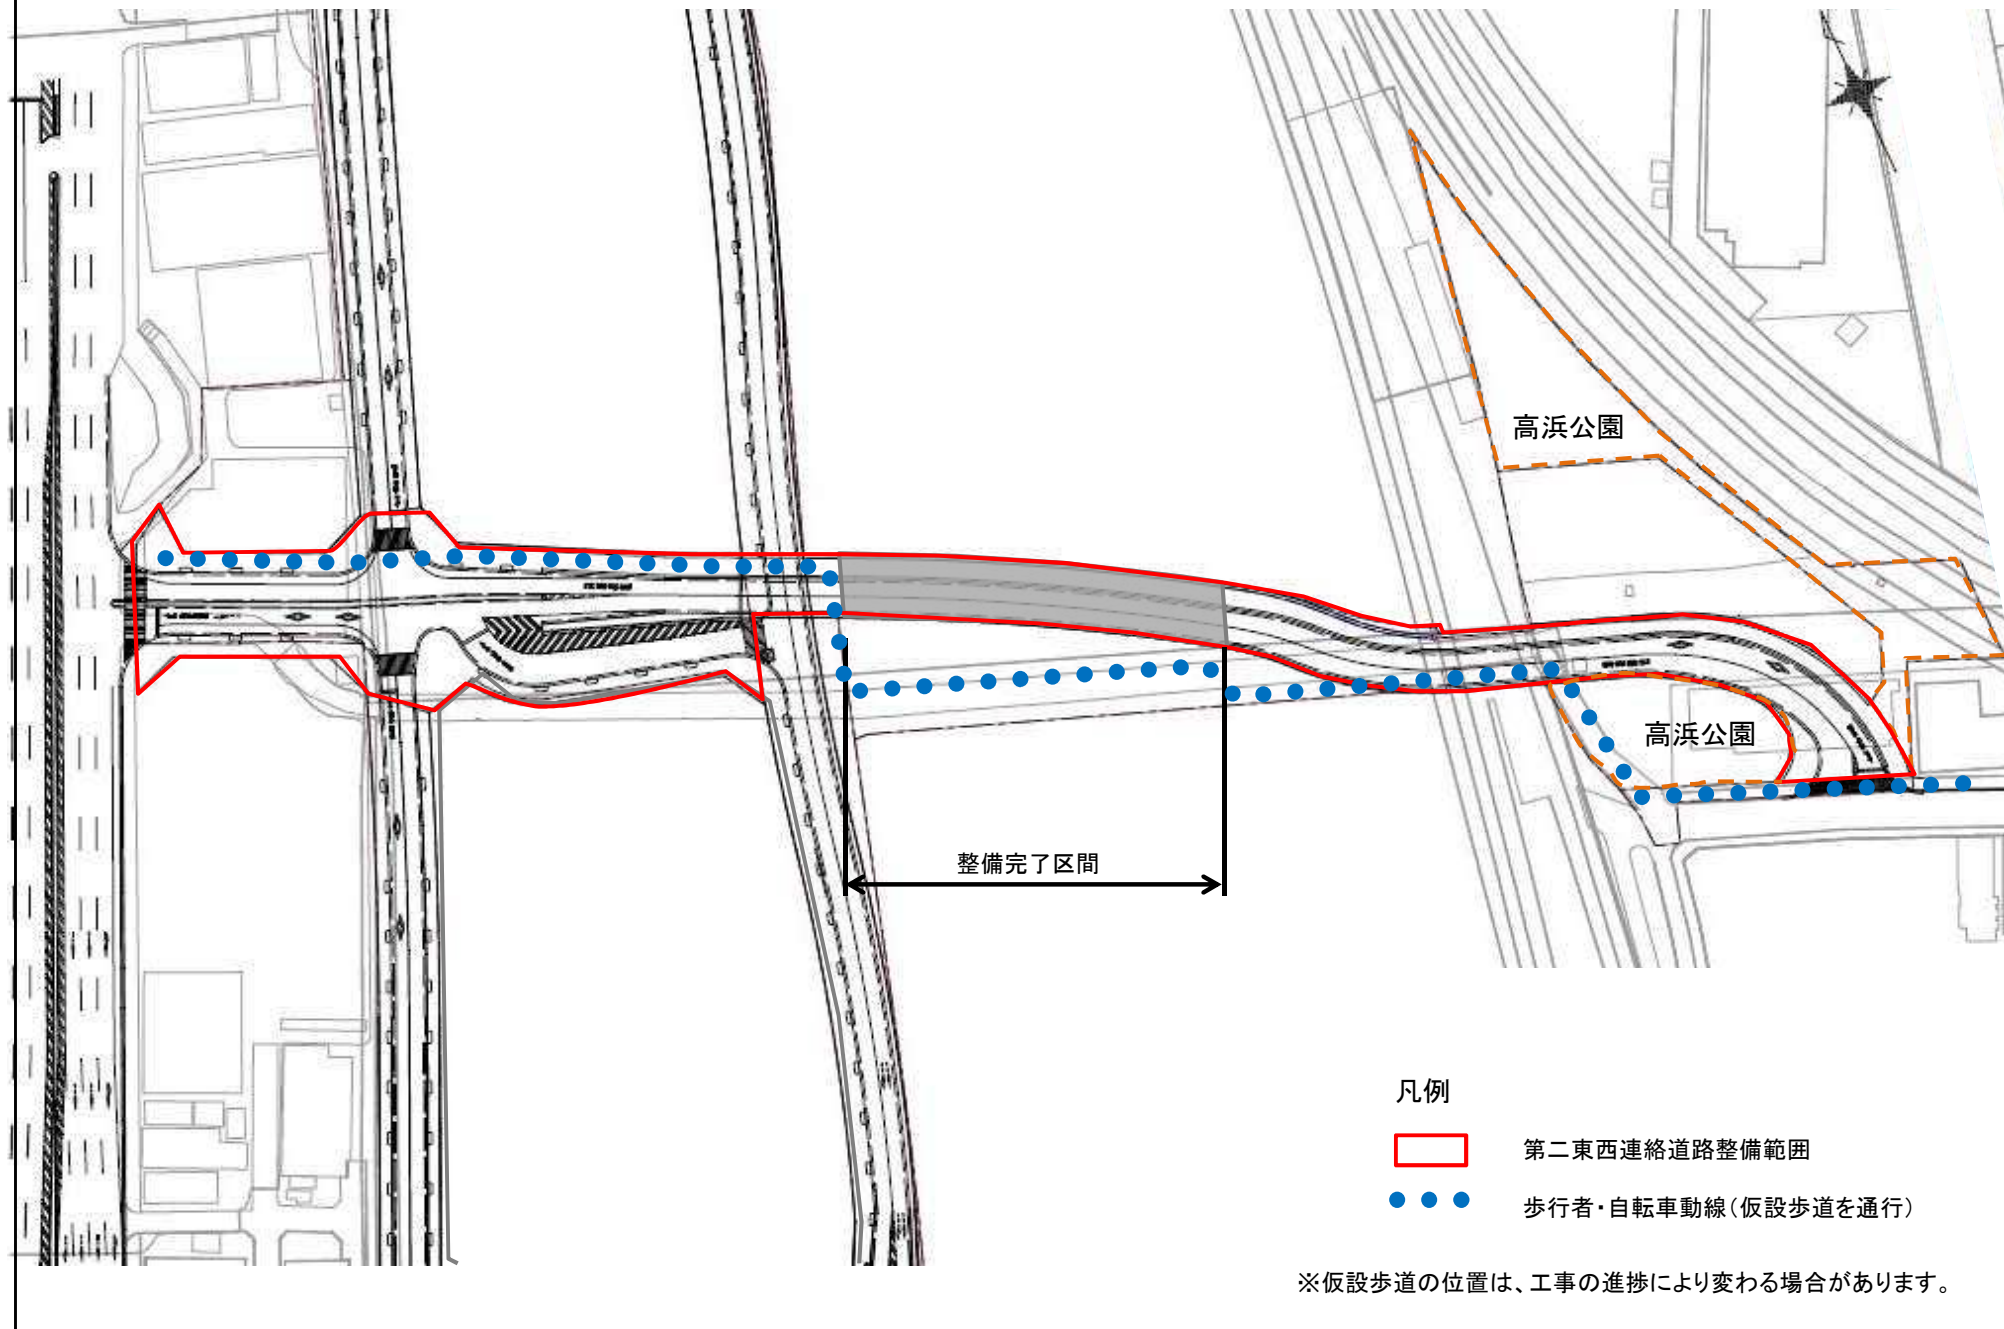 高浜公園
高浜公園
整備完了区間
凡例
第二東西連絡道路整備範囲
歩行者・自転車動線(仮設歩道を通行)
※仮設歩道の位置は、工事の進捗により変わる場合があります。